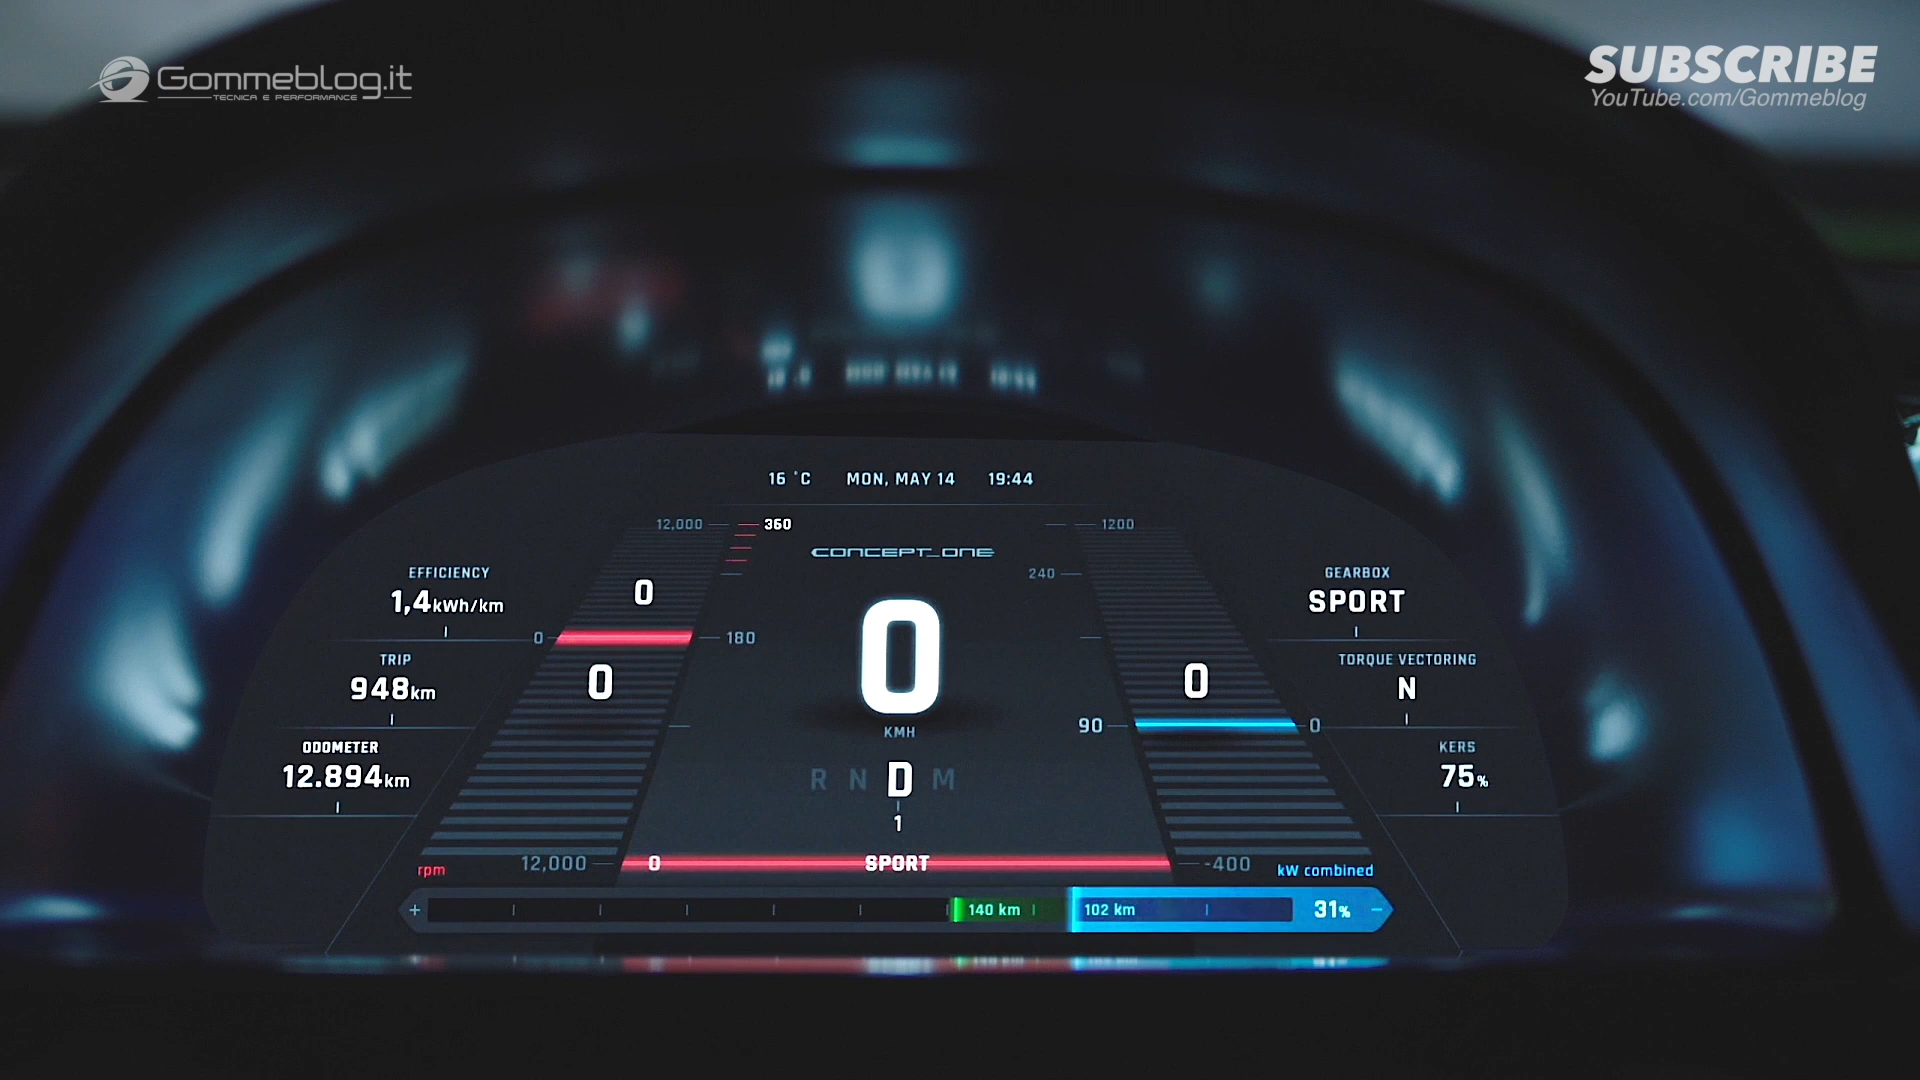 Gommeblog.it
TECNICA E PERFORMANCE
SUBSCRIBE
YouTube.com/Gommeblog
16 °C MON, MAY 14 19:44
12,000 360 1200
CONCEPT_ONE
240
EFFICIENCY
1,4kWh/km
0
0 180
TRIP
948km
0
ODOMETER
12.894km
12,000
rpm
0
KMH
R N D M
1
0 SPORT
GEARBOX
SPORT
TORQUE VECTORING
N
0
90 0
KERS
75%
-400
kW combined
+ 140 km 102 km 31% –